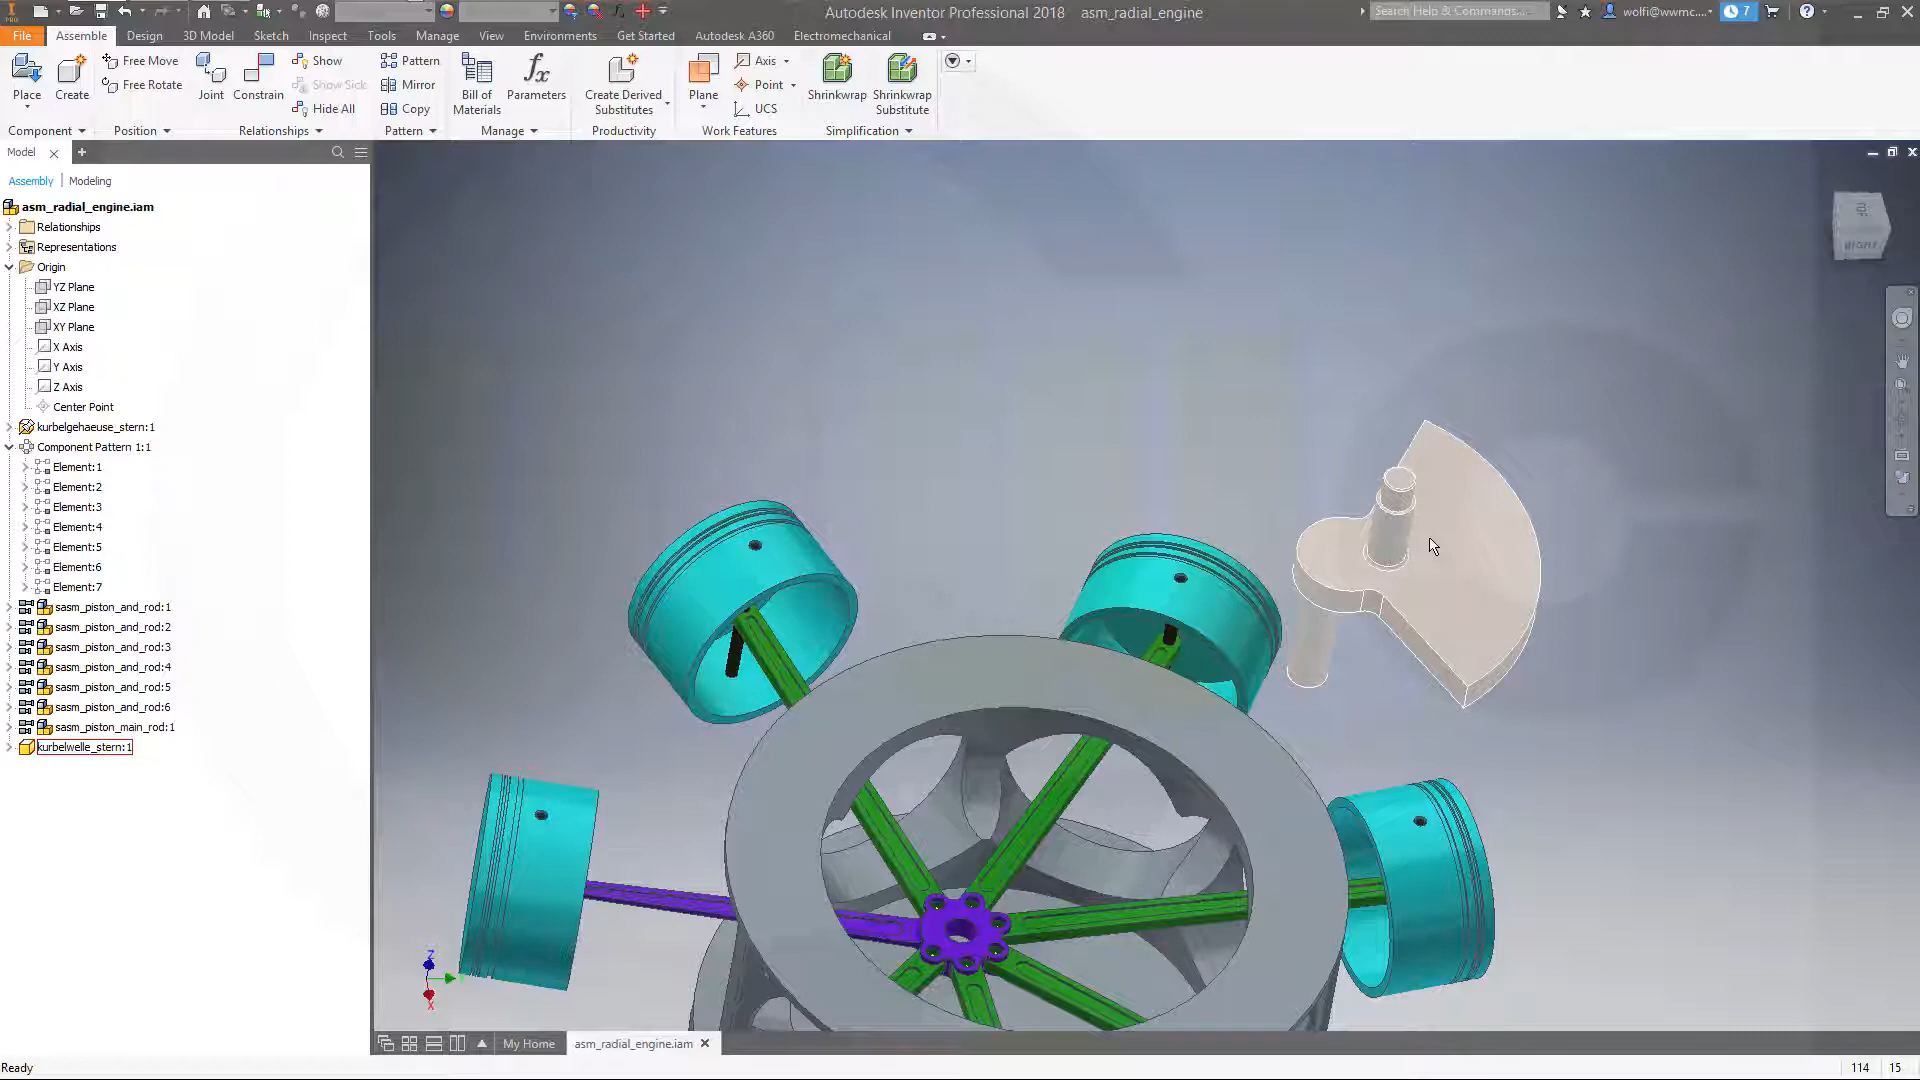 Autodesk Inventor Professional 2018 asm_radial_engine
Search Help & Commands...
wolfi@wwmc...
7
File Assemble Design 3D Model Sketch Inspect Tools Manage View Environments Get Started Autodesk A360 Electromechanical
Place
Create
Free Move
Free Rotate
Joint
Constrain
Show
Show Sick
Hide All
Pattern
Mirror
Copy
Bill of Materials
Parameters
Create Derived Substitutes
Plane
Axis
Point
UCS
Shrinkwrap
Shrinkwrap Substitute
Component Position Relationships Pattern Manage Productivity Work Features Simplification
Model
Assembly Modeling
asm_radial_engine.iam
Relationships
Representations
Origin
YZ Plane
XZ Plane
XY Plane
X Axis
Y Axis
Z Axis
Center Point
kurbelgehaeuse_stern:1
Component Pattern 1:1
Element:1
Element:2
Element:3
Element:4
Element:5
Element:6
Element:7
sasm_piston_and_rod:1
sasm_piston_and_rod:2
sasm_piston_and_rod:3
sasm_piston_and_rod:4
sasm_piston_and_rod:5
sasm_piston_and_rod:6
sasm_piston_main_rod:1
kurbelwelle_stern:1
TOP
RIGHT
Z
X
My Home asm_radial_engine.iam
Ready
114 15